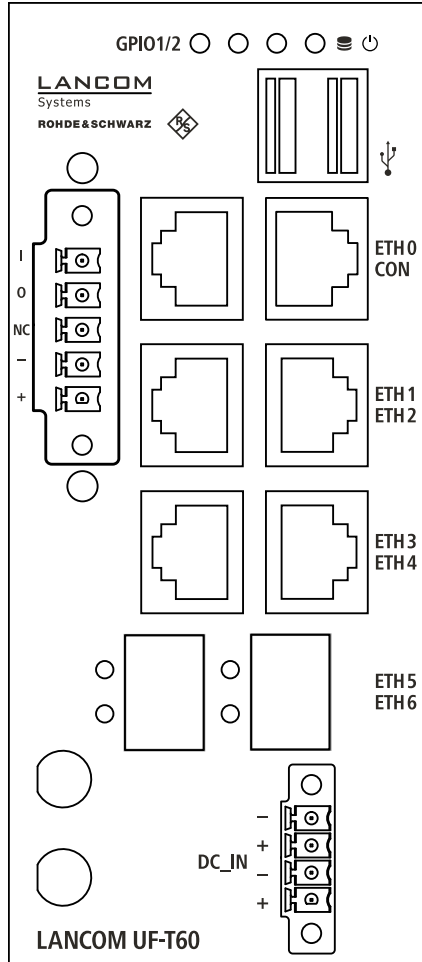 GPIO1/2
LANCOM
Systems
ROHDE&SCHWARZ
R/S
ETH 0
CON
I
O
NC
–
+
ETH 1
ETH 2
ETH 3
ETH 4
ETH 5
ETH 6
DC_IN
–
+
–
+
LANCOM UF-T60